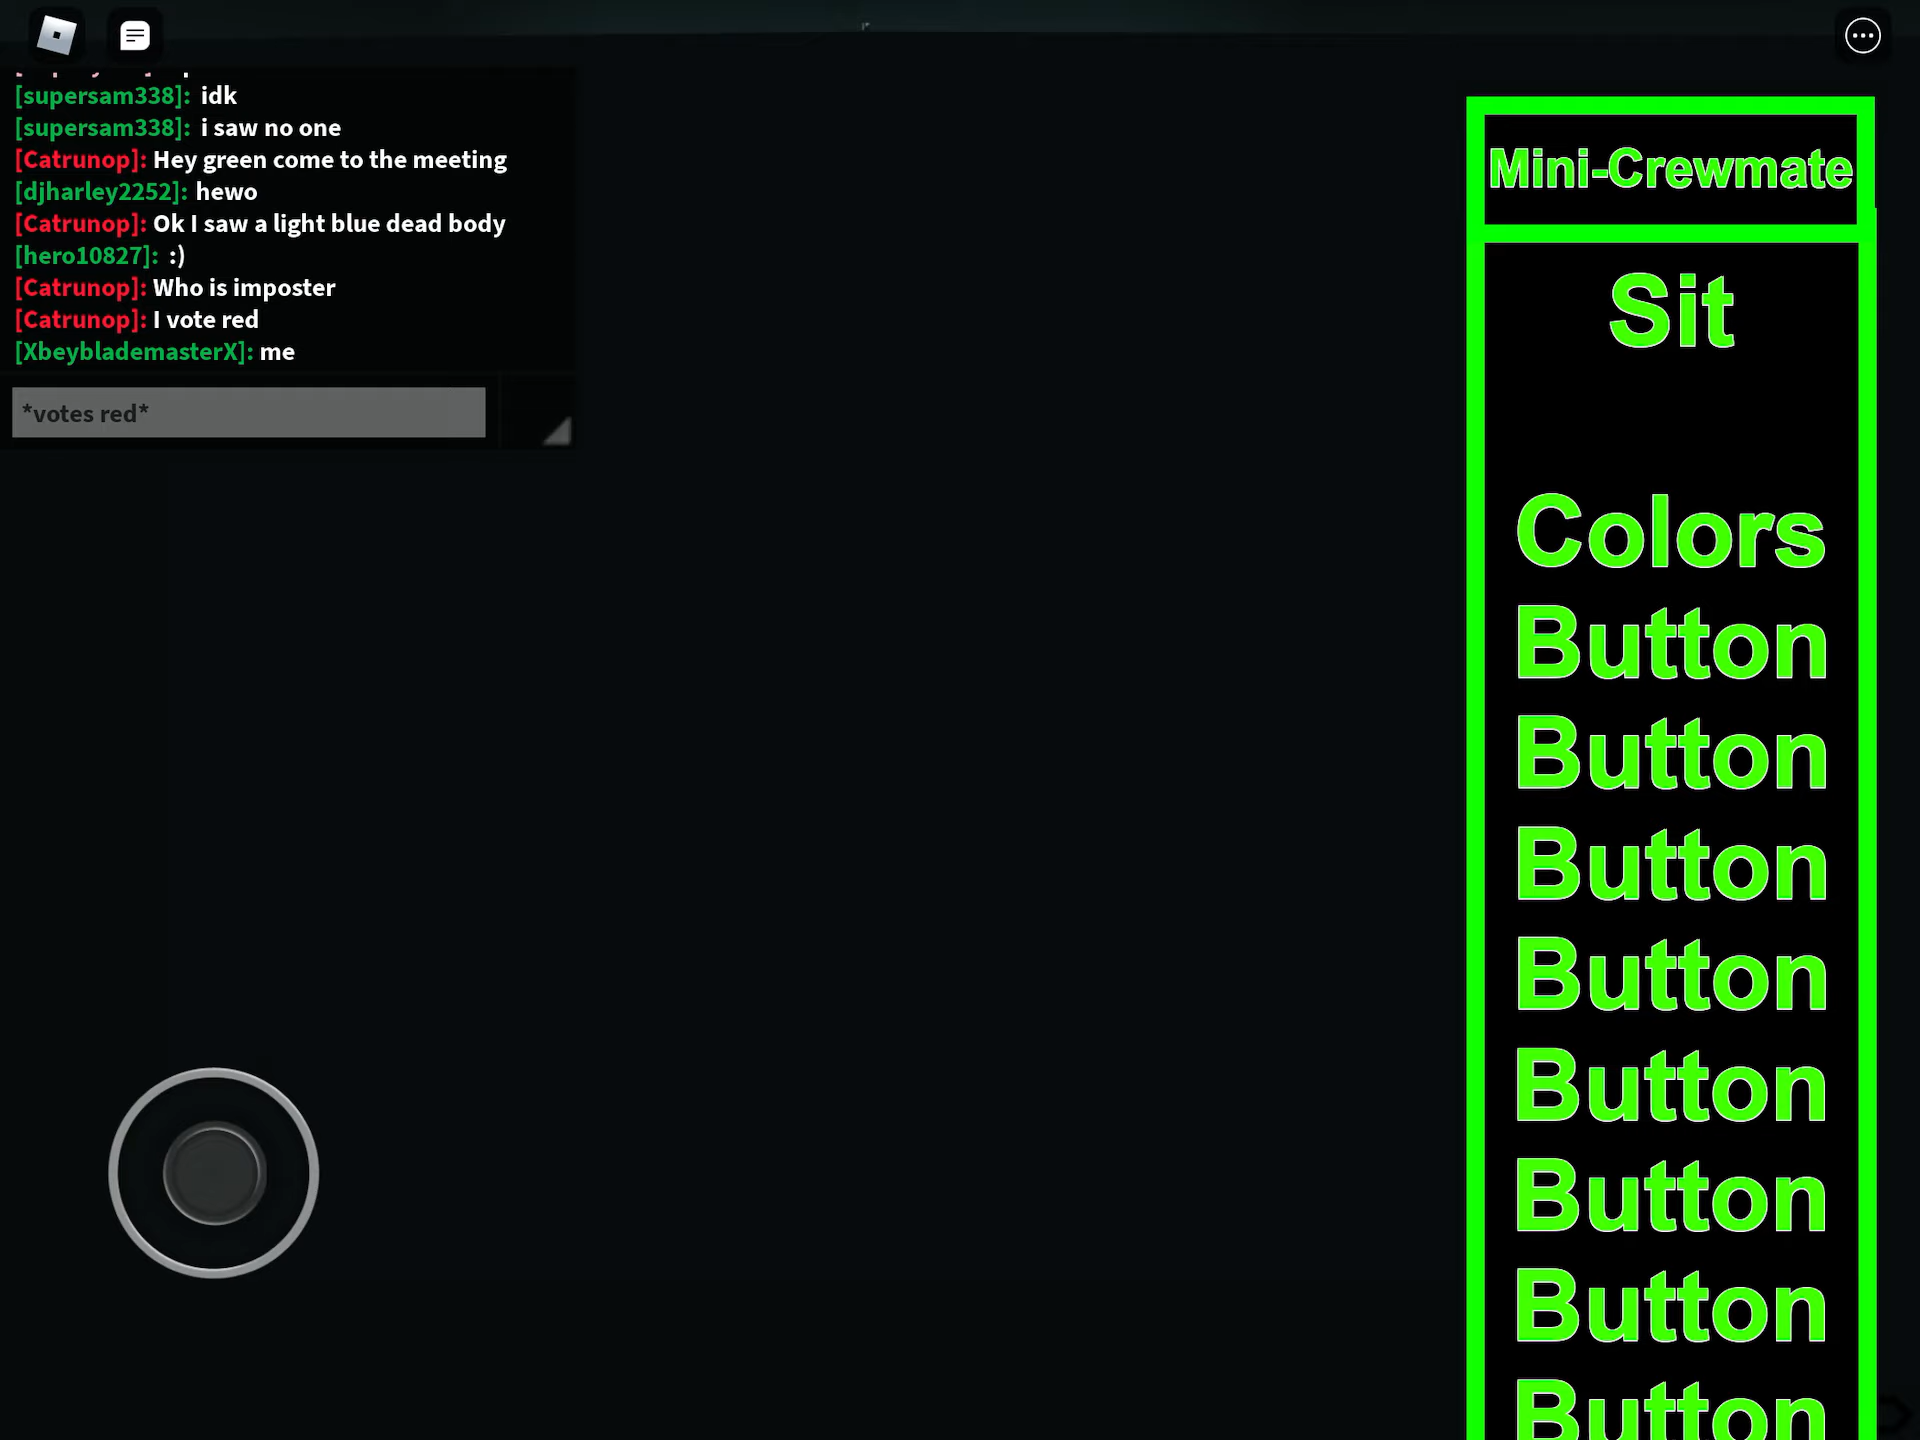 [supersam338]: idk
[supersam338]: i saw no one
[Catrunop]: Hey green come to the meeting
[djharley2252]: hewo
[Catrunop]: Ok I saw a light blue dead body
[hero10827]: :)
[Catrunop]: Who is imposter
[Catrunop]: I vote red
[XbeyblademasterX]: me
*votes red*
Mini-Crewmate
Sit
Colors
Button
Button
Button
Button
Button
Button
Button
Button